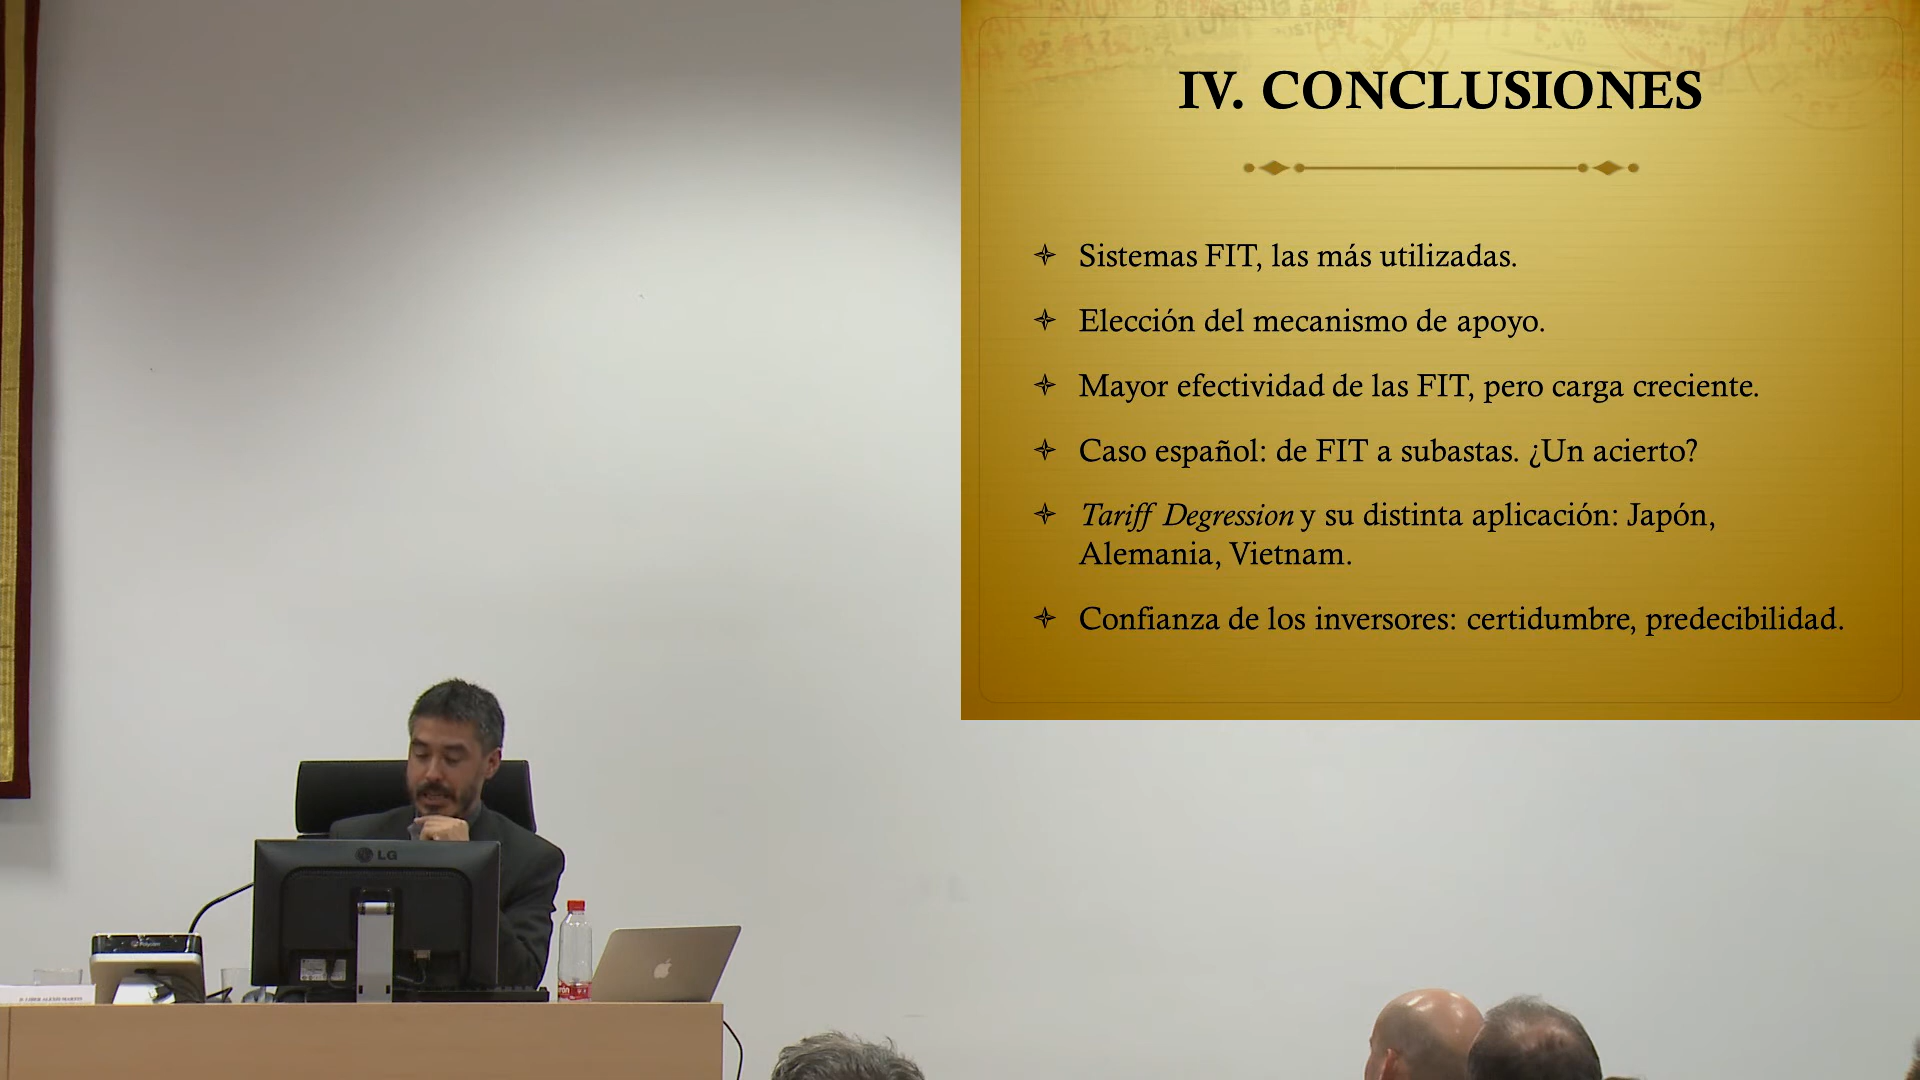 IV. CONCLUSIONES
Sistemas FIT, las más utilizadas.
Elección del mecanismo de apoyo.
Mayor efectividad de las FIT, pero carga creciente.
Caso español: de FIT a subastas. ¿Un acierto?
Tariff Degression y su distinta aplicación: Japón,
Alemania, Vietnam.
Confianza de los inversores: certidumbre, predecibilidad.
LG
Polycom